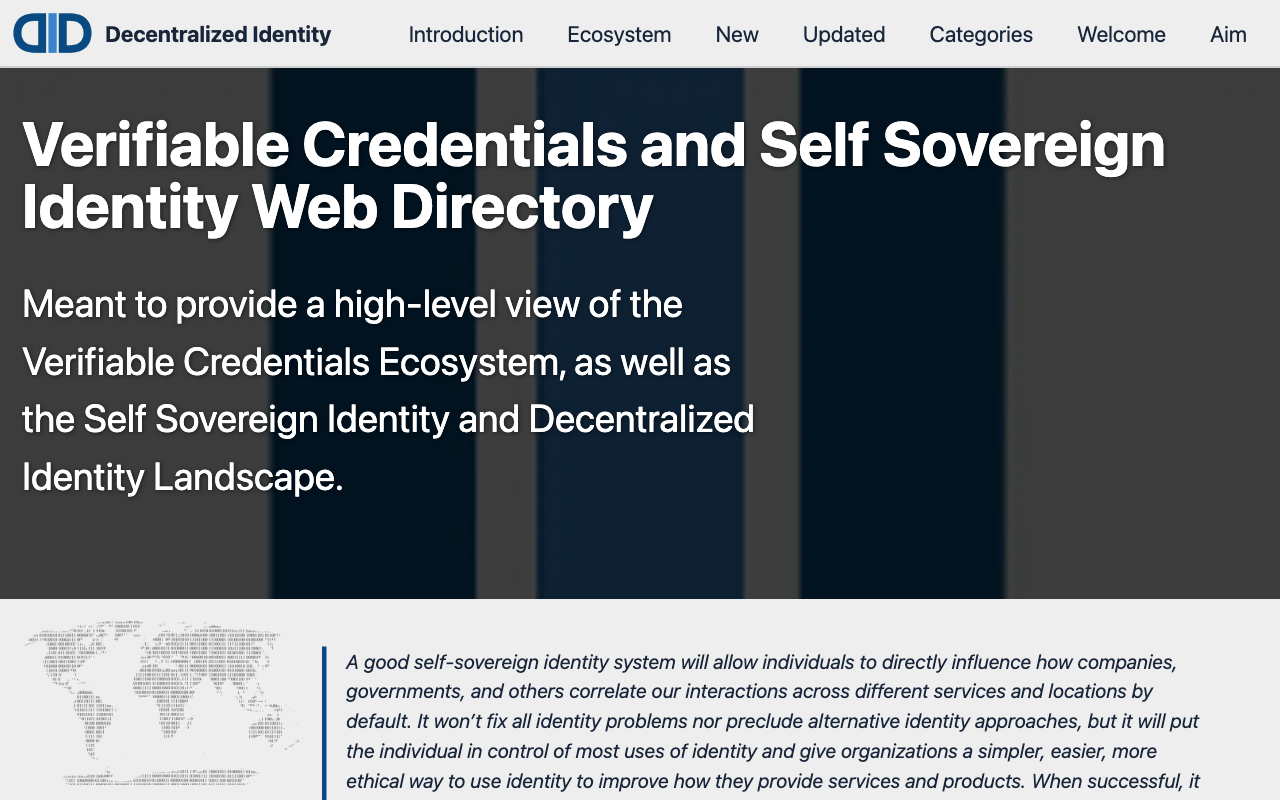 DID Decentralized Identity Introduction Ecosystem New Updated Categories Welcome Aim
Verifiable Credentials and Self Sovereign
Identity Web Directory
Meant to provide a high-level view of the
Verifiable Credentials Ecosystem, as well as
the Self Sovereign Identity and Decentralized
Identity Landscape.
A good self-sovereign identity system will allow individuals to directly influence how companies,
governments, and others correlate our interactions across different services and locations by
default. It won’t fix all identity problems nor preclude alternative identity approaches, but it will put
the individual in control of most uses of identity and give organizations a simpler, easier, more
ethical way to use identity to improve how they provide services and products. When successful, it